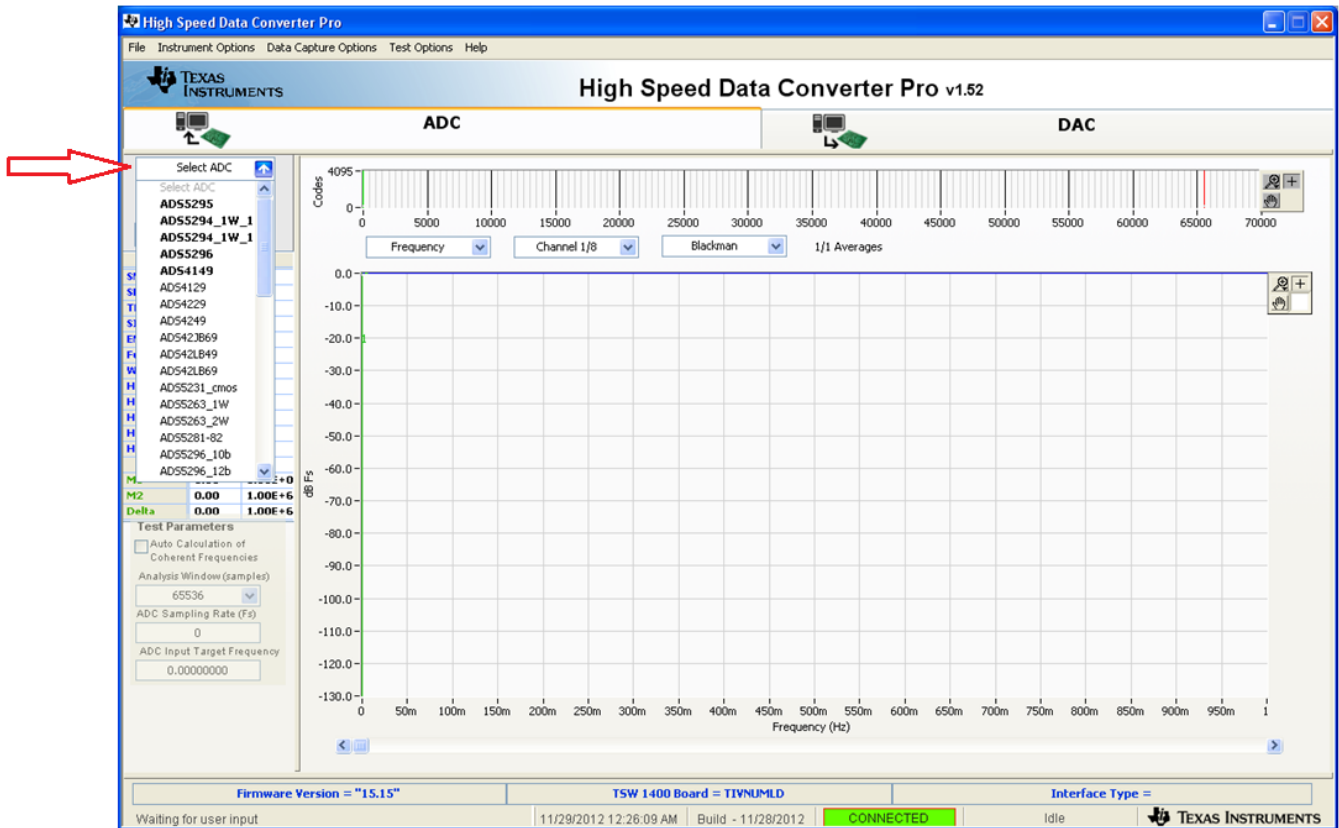 High Speed Data Converter Pro
File Instrument Options Data Capture Options Test Options Help
TEXAS INSTRUMENTS
High Speed Data Converter Pro v1.52
ADC
DAC
Select ADC
Select ADC
ADS5295
ADS5294_1W_1
ADS5294_1W_1
ADS5296
ADS4149
ADS4129
ADS4229
ADS4249
ADS42JB69
ADS42LB49
ADS42LB69
ADS5231_cmos
ADS5263_1W
ADS5263_2W
ADS5281-82
ADS5296_10b
ADS5296_12b
M2 0.00 1.00E+6
Delta 0.00 1.00E+6
Test Parameters
Auto Calculation of
Coherent Frequencies
Analysis Window (samples)
65536
ADC Sampling Rate (Fs)
0
ADC Input Target Frequency
0.00000000
Codes
4095
0
0 5000 10000 15000 20000 25000 30000 35000 40000 45000 50000 55000 60000 65000 70000
Frequency Channel 1/8 Blackman 1/1 Averages
dB Fs
0.0
-10.0
-20.0
1
-30.0
-40.0
-50.0
-60.0
-70.0
-80.0
-90.0
-100.0
-110.0
-120.0
-130.0
0 50m 100m 150m 200m 250m 300m 350m 400m 450m 500m 550m 600m 650m 700m 750m 800m 850m 900m 950m 1
Frequency (Hz)
Firmware Version = "15.15" TSW 1400 Board = TIVNUMLD Interface Type =
Waiting for user input 11/29/2012 12:26:09 AM Build - 11/28/2012 CONNECTED Idle TEXAS INSTRUMENTS